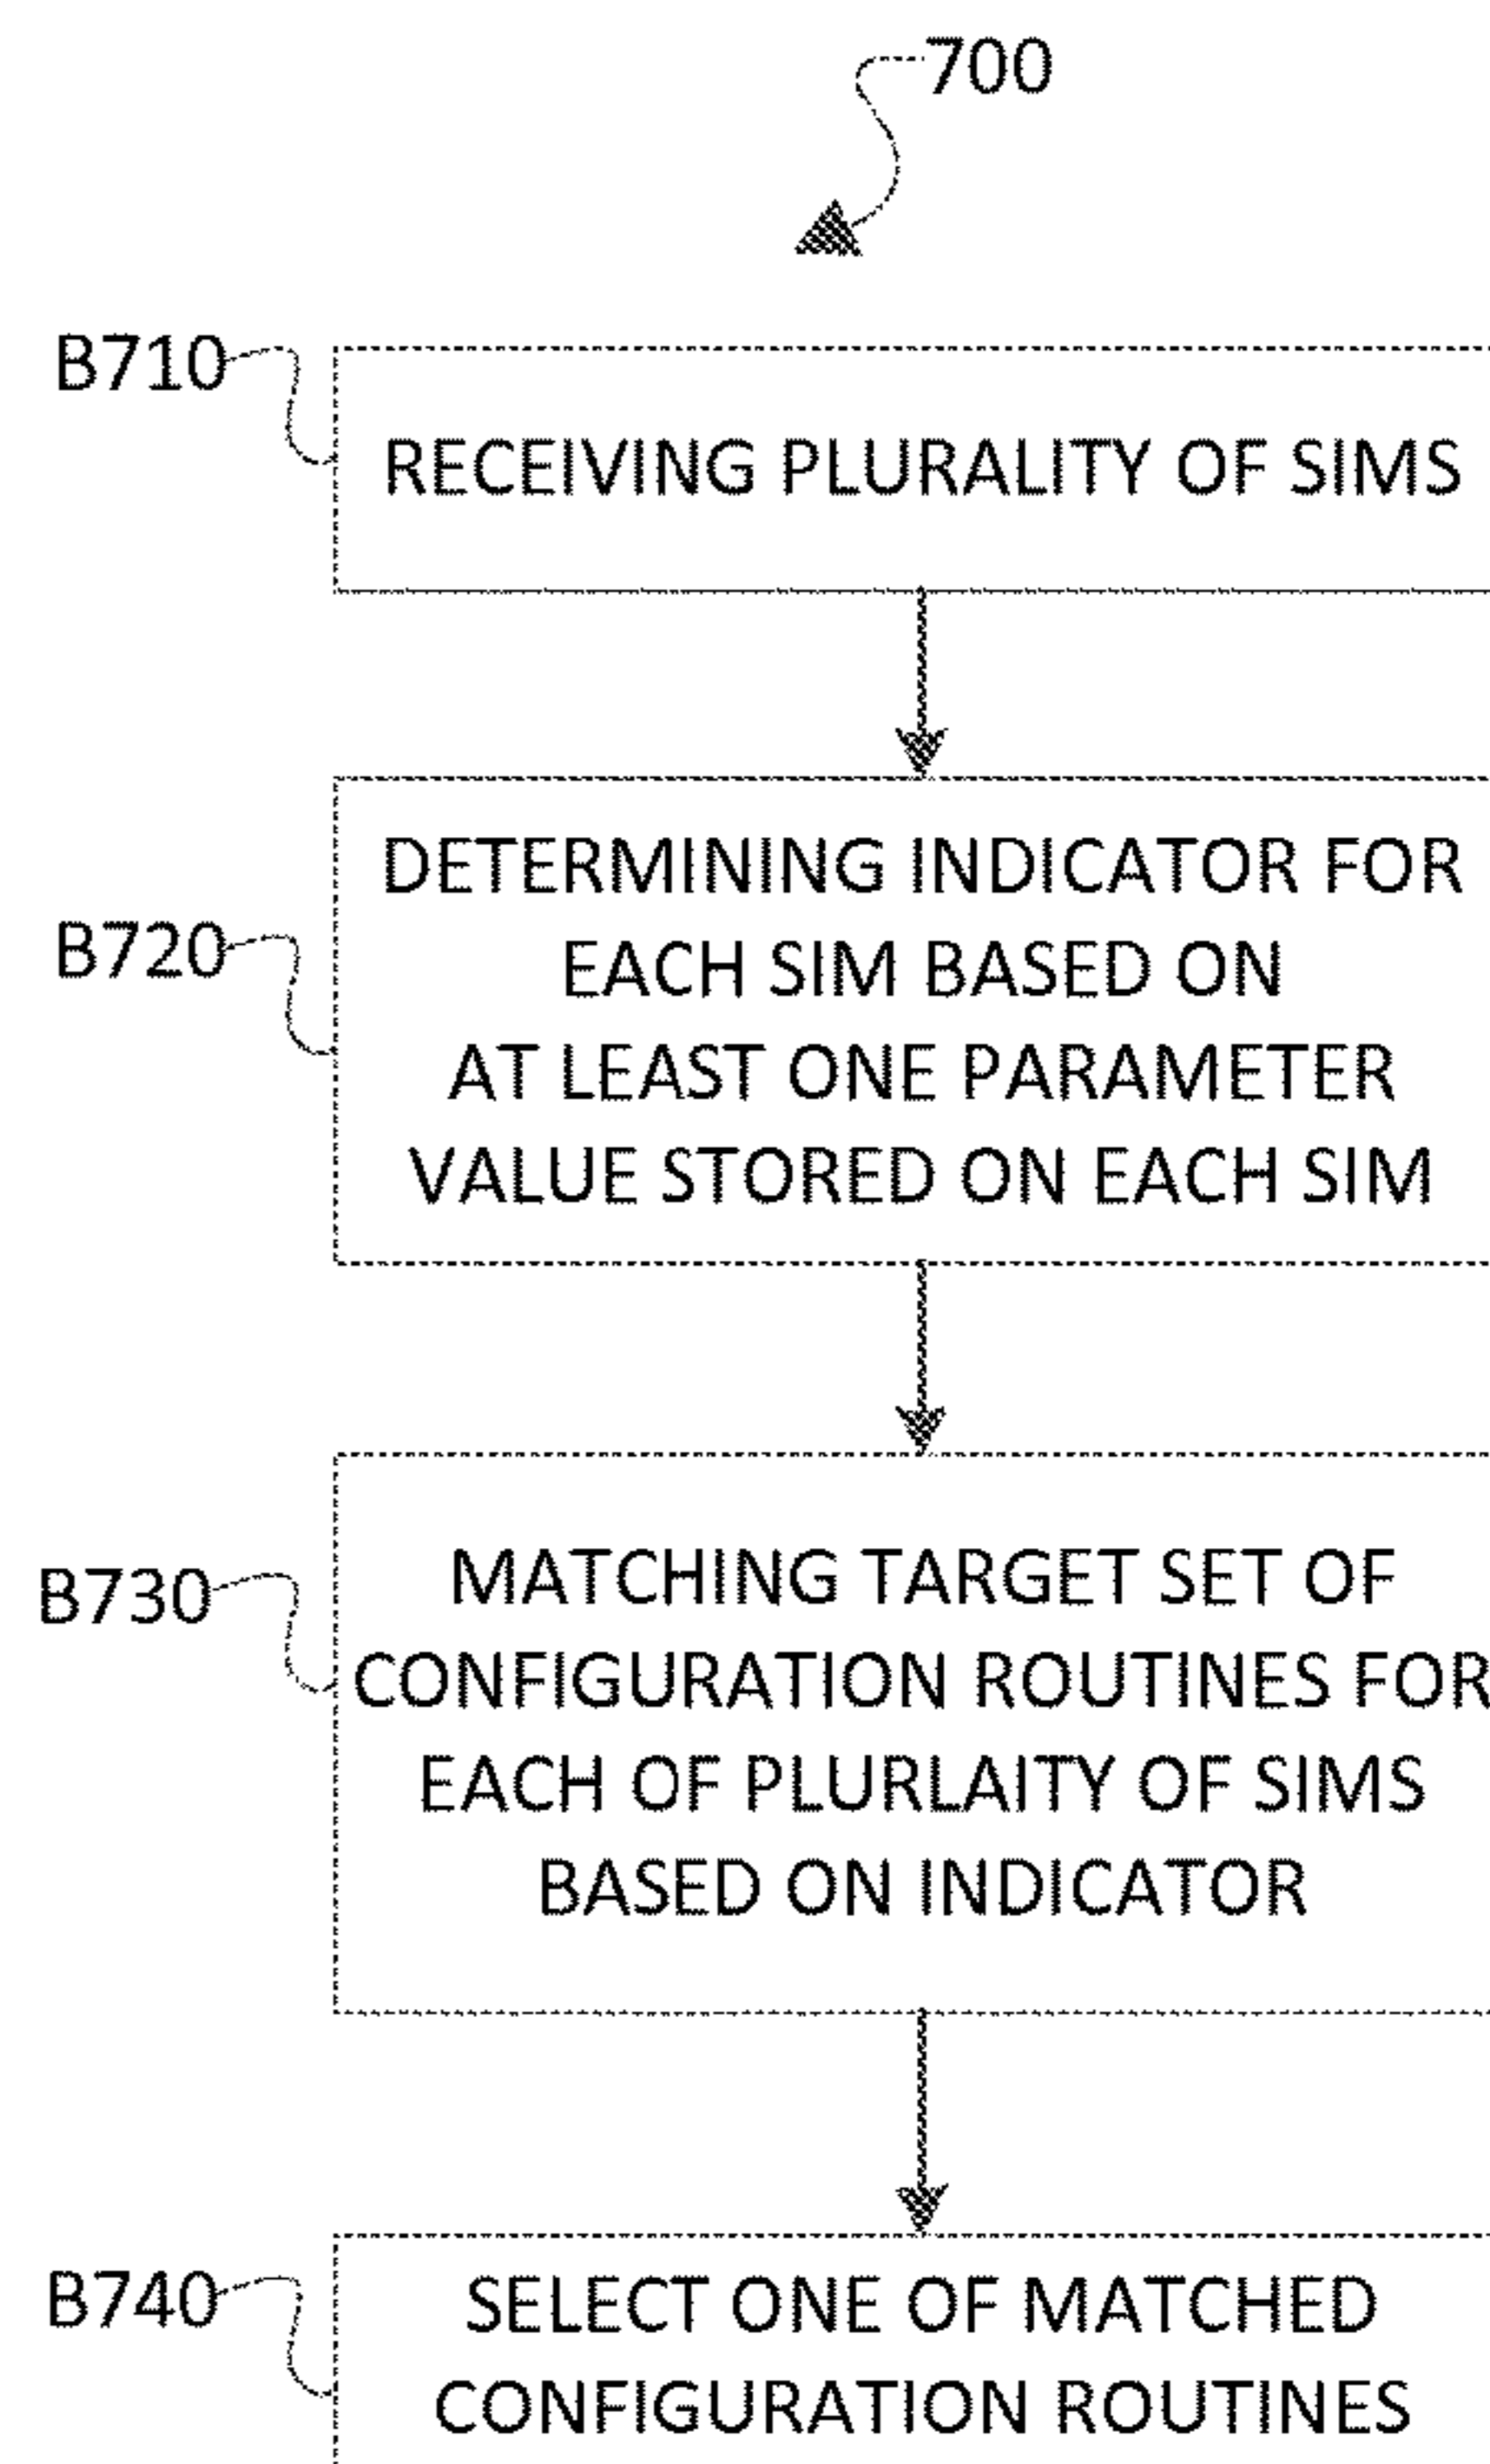 700
B710
RECEIVING PLURALITY OF SIMS
B720
DETERMINING INDICATOR FOR
EACH SIM BASED ON
AT LEAST ONE PARAMETER
VALUE STORED ON EACH SIM
B730
MATCHING TARGET SET OF
CONFIGURATION ROUTINES FOR
EACH OF PLURLAITY OF SIMS
BASED ON INDICATOR
B740
SELECT ONE OF MATCHED
CONFIGURATION ROUTINES